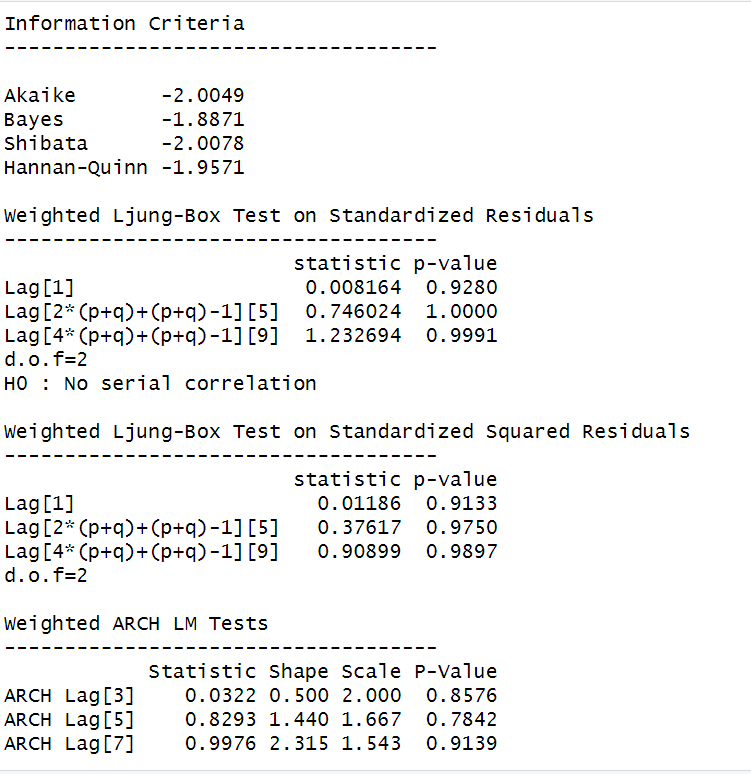 Information Criteria
------------------------------------
Akaike       -2.0049
Bayes        -1.8871
Shibata      -2.0078
Hannan-Quinn -1.9571
Weighted Ljung-Box Test on Standardized Residuals
------------------------------------
                        statistic p-value
Lag[1]                   0.008164  0.9280
Lag[2*(p+q)+(p+q)-1][5]  0.746024  1.0000
Lag[4*(p+q)+(p+q)-1][9]  1.232694  0.9991
d.o.f=2
H0 : No serial correlation
Weighted Ljung-Box Test on Standardized Squared Residuals
------------------------------------
                        statistic p-value
Lag[1]                    0.01186  0.9133
Lag[2*(p+q)+(p+q)-1][5]   0.37617  0.9750
Lag[4*(p+q)+(p+q)-1][9]   0.90899  0.9897
d.o.f=2
Weighted ARCH LM Tests
------------------------------------
            Statistic Shape Scale P-Value
ARCH Lag[3]    0.0322 0.500 2.000  0.8576
ARCH Lag[5]    0.8293 1.440 1.667  0.7842
ARCH Lag[7]    0.9976 2.315 1.543  0.9139